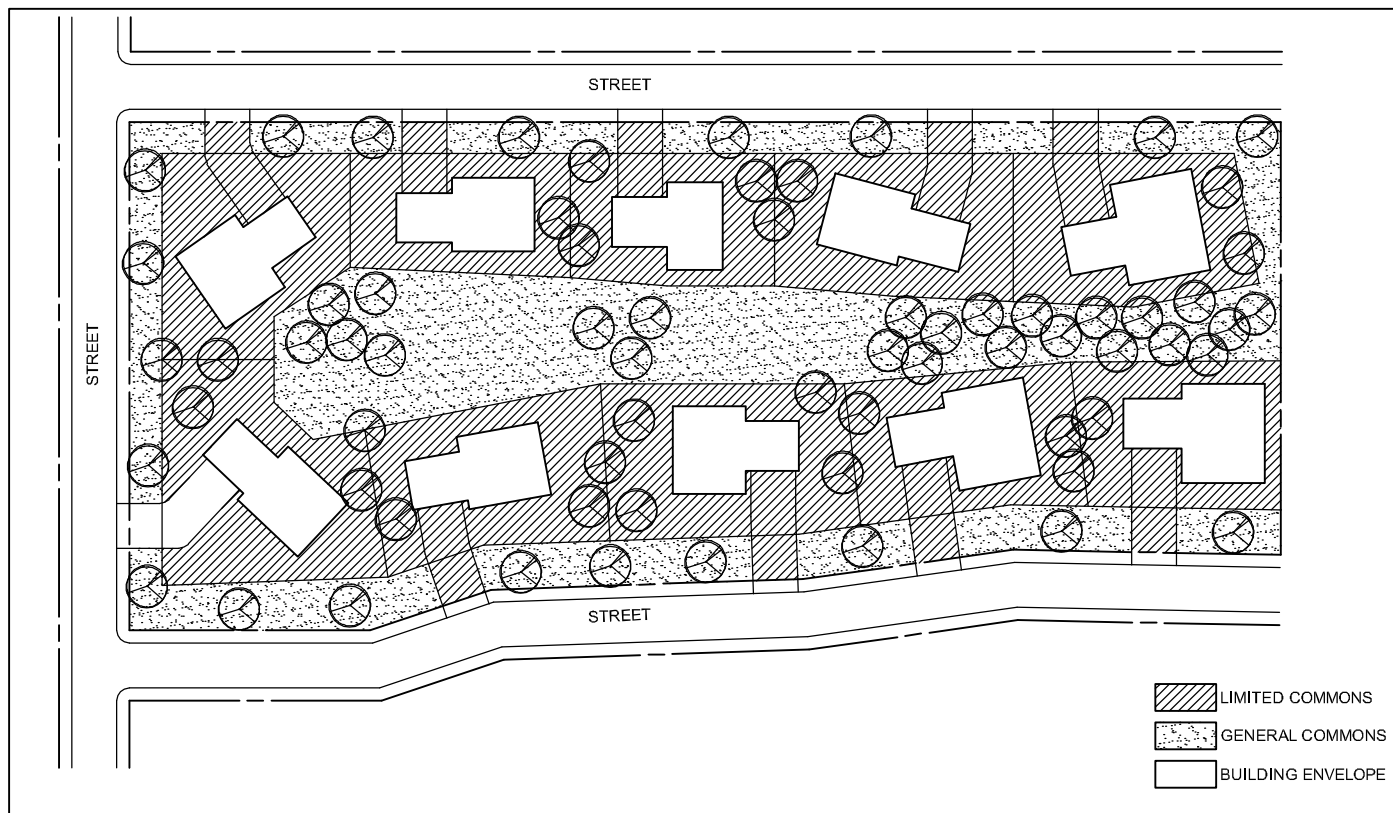 STREET
STREET
STREET
LIMITED COMMONS
GENERAL COMMONS
BUILDING ENVELOPE